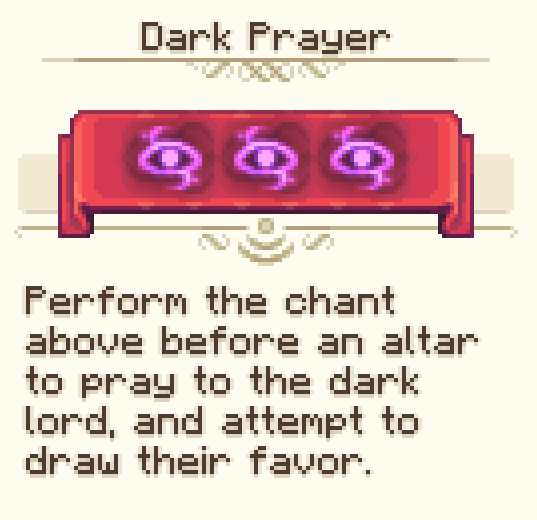 Dark Prayer
Perform the chant
above before an altar
to pray to the dark
lord, and attempt to
draw their favor.